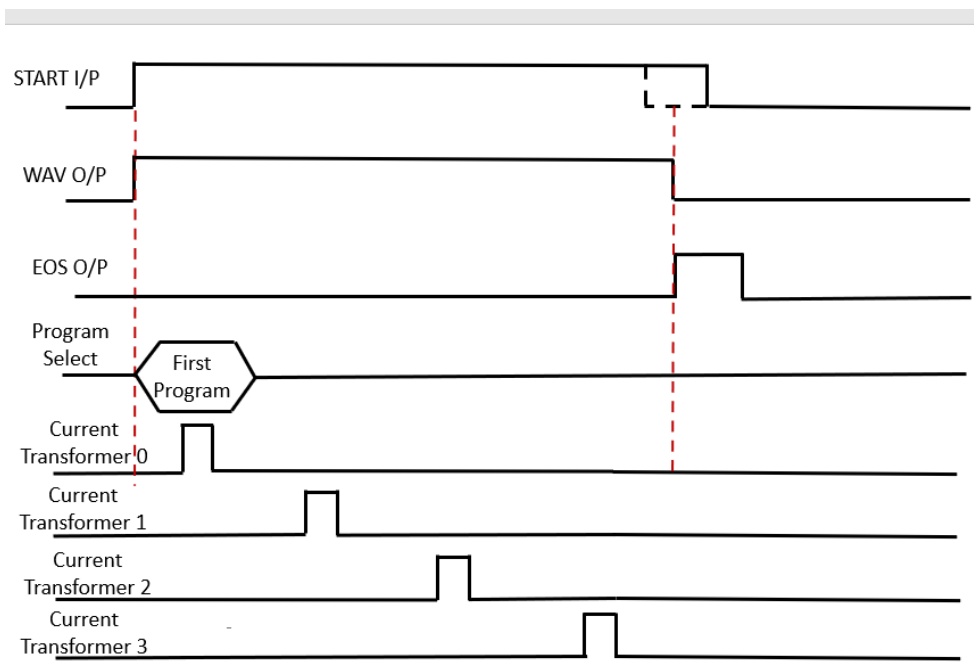 START I/P
WAV O/P
EOS O/P
Program
Select
First
Program
Current
Transformer 0
Current
Transformer 1
Current
Transformer 2
Current
Transformer 3